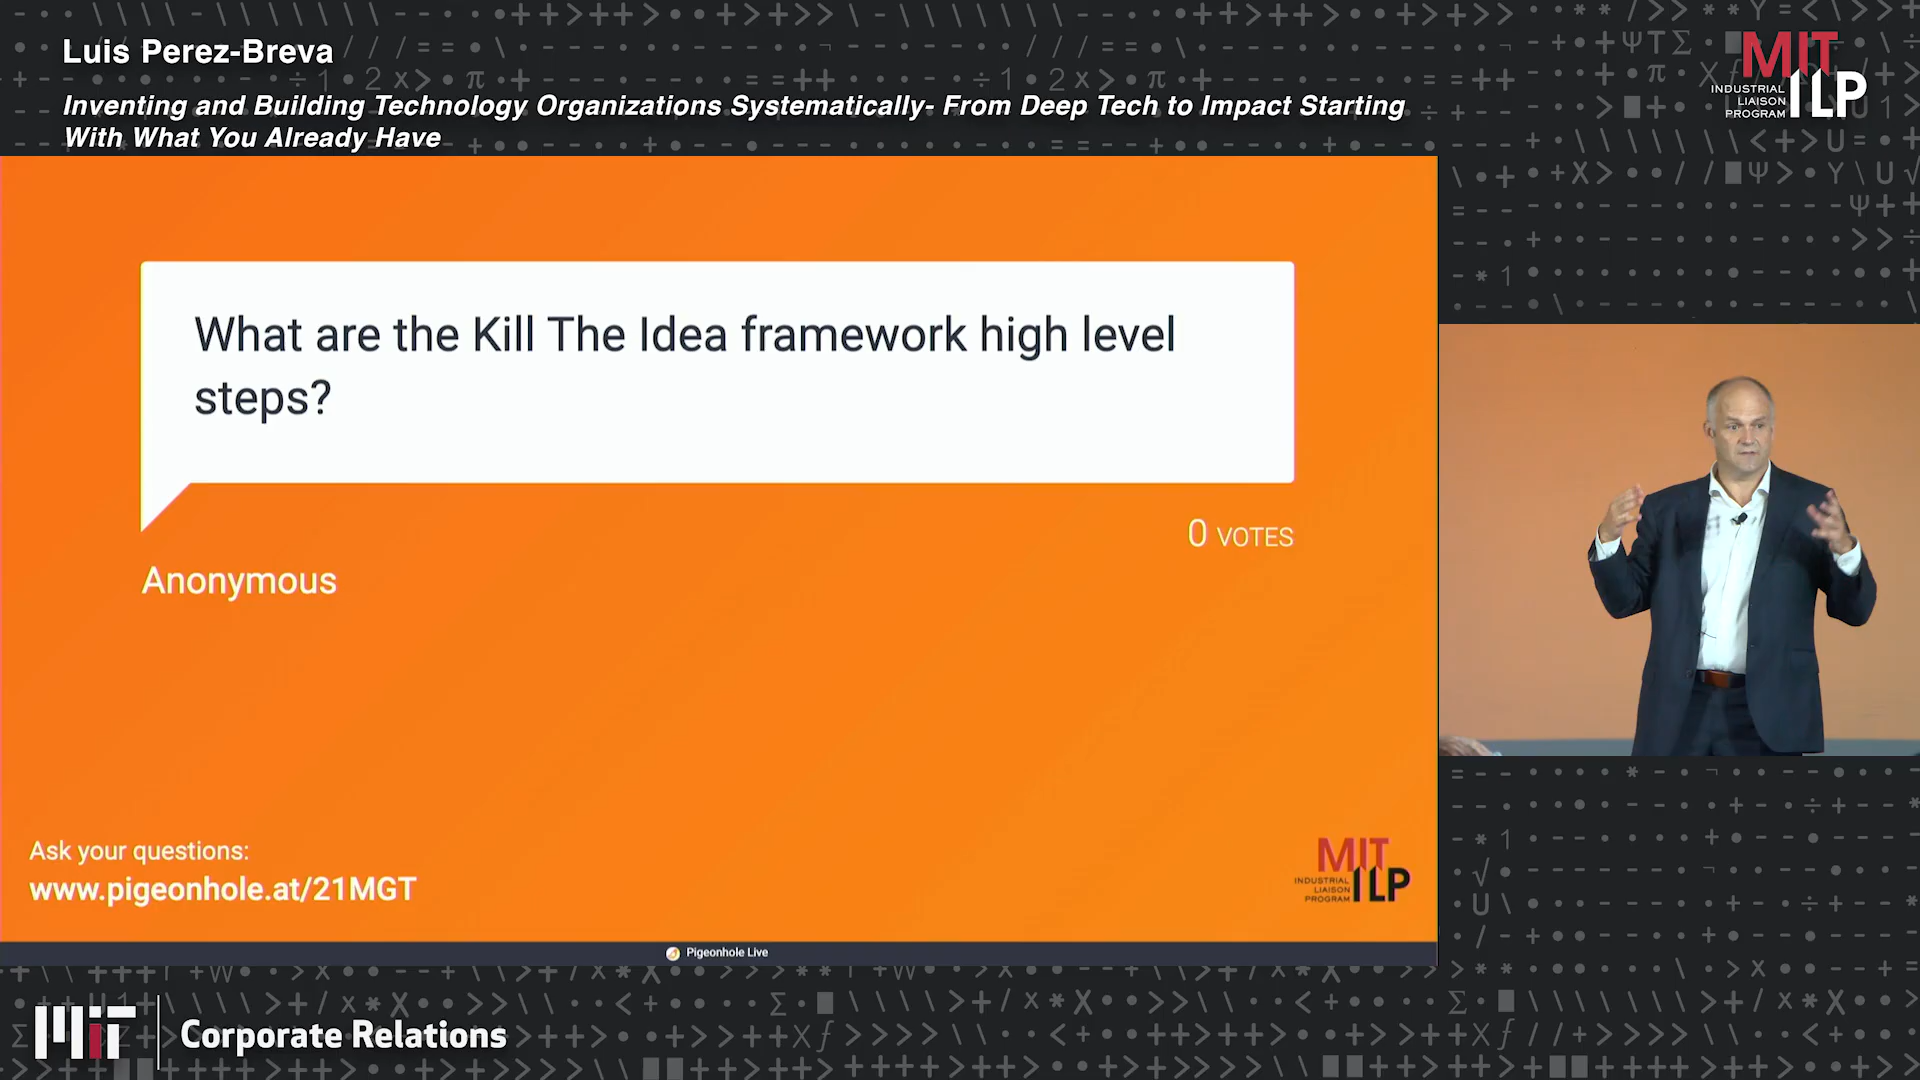 Luis Perez-Breva
Inventing and Building Technology Organizations Systematically- From Deep Tech to Impact Starting
With What You Already Have
MIT
INDUSTRIAL
LIAISON
PROGRAM
ILP
What are the Kill The Idea framework high level
steps?
0 VOTES
Anonymous
Ask your questions:
www.pigeonhole.at/21MGT
MIT
INDUSTRIAL
LIAISON
PROGRAM
ILP
Pigeonhole Live
MIT
Corporate Relations